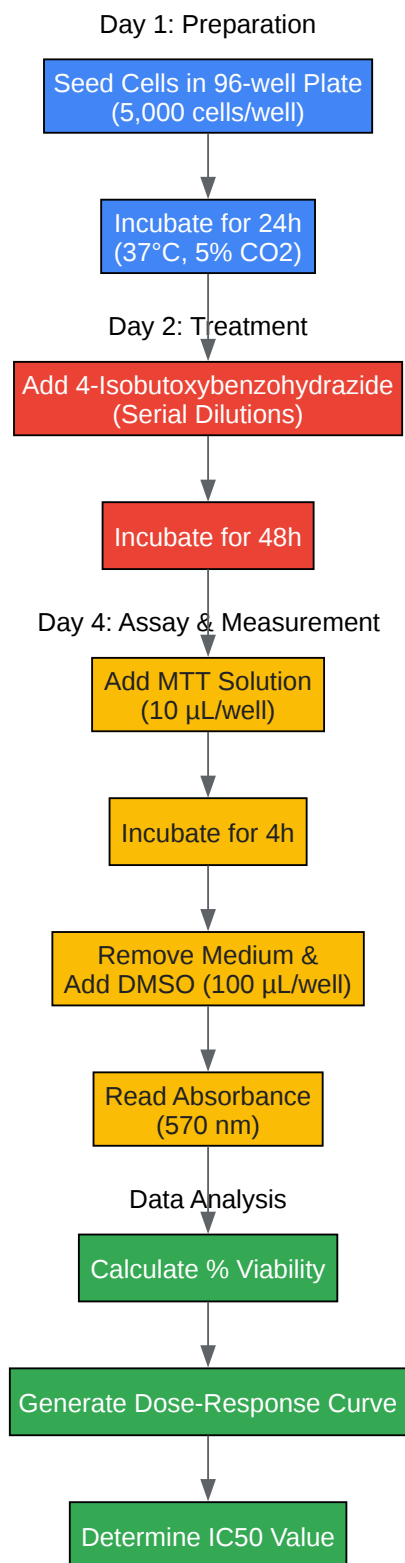 Day 1: Preparation
Seed Cells in 96-well Plate
(5,000 cells/well)
Incubate for 24h
(37°C, 5% CO2)
Day 2: Treatment
Add 4-Isobutoxybenzohydrazide
(Serial Dilutions)
Incubate for 48h
Day 4: Assay & Measurement
Add MTT Solution
(10 µL/well)
Incubate for 4h
Remove Medium &
Add DMSO (100 µL/well)
Read Absorbance
(570 nm)
Data Analysis
Calculate % Viability
Generate Dose-Response Curve
Determine IC50 Value